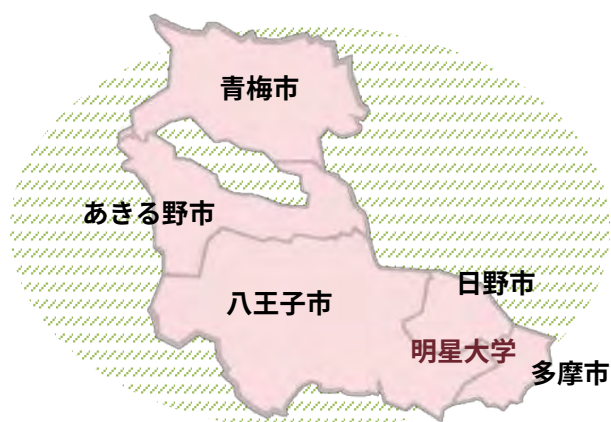 青梅市
あきる野市
日野市
八王子市
明星大学
多摩市